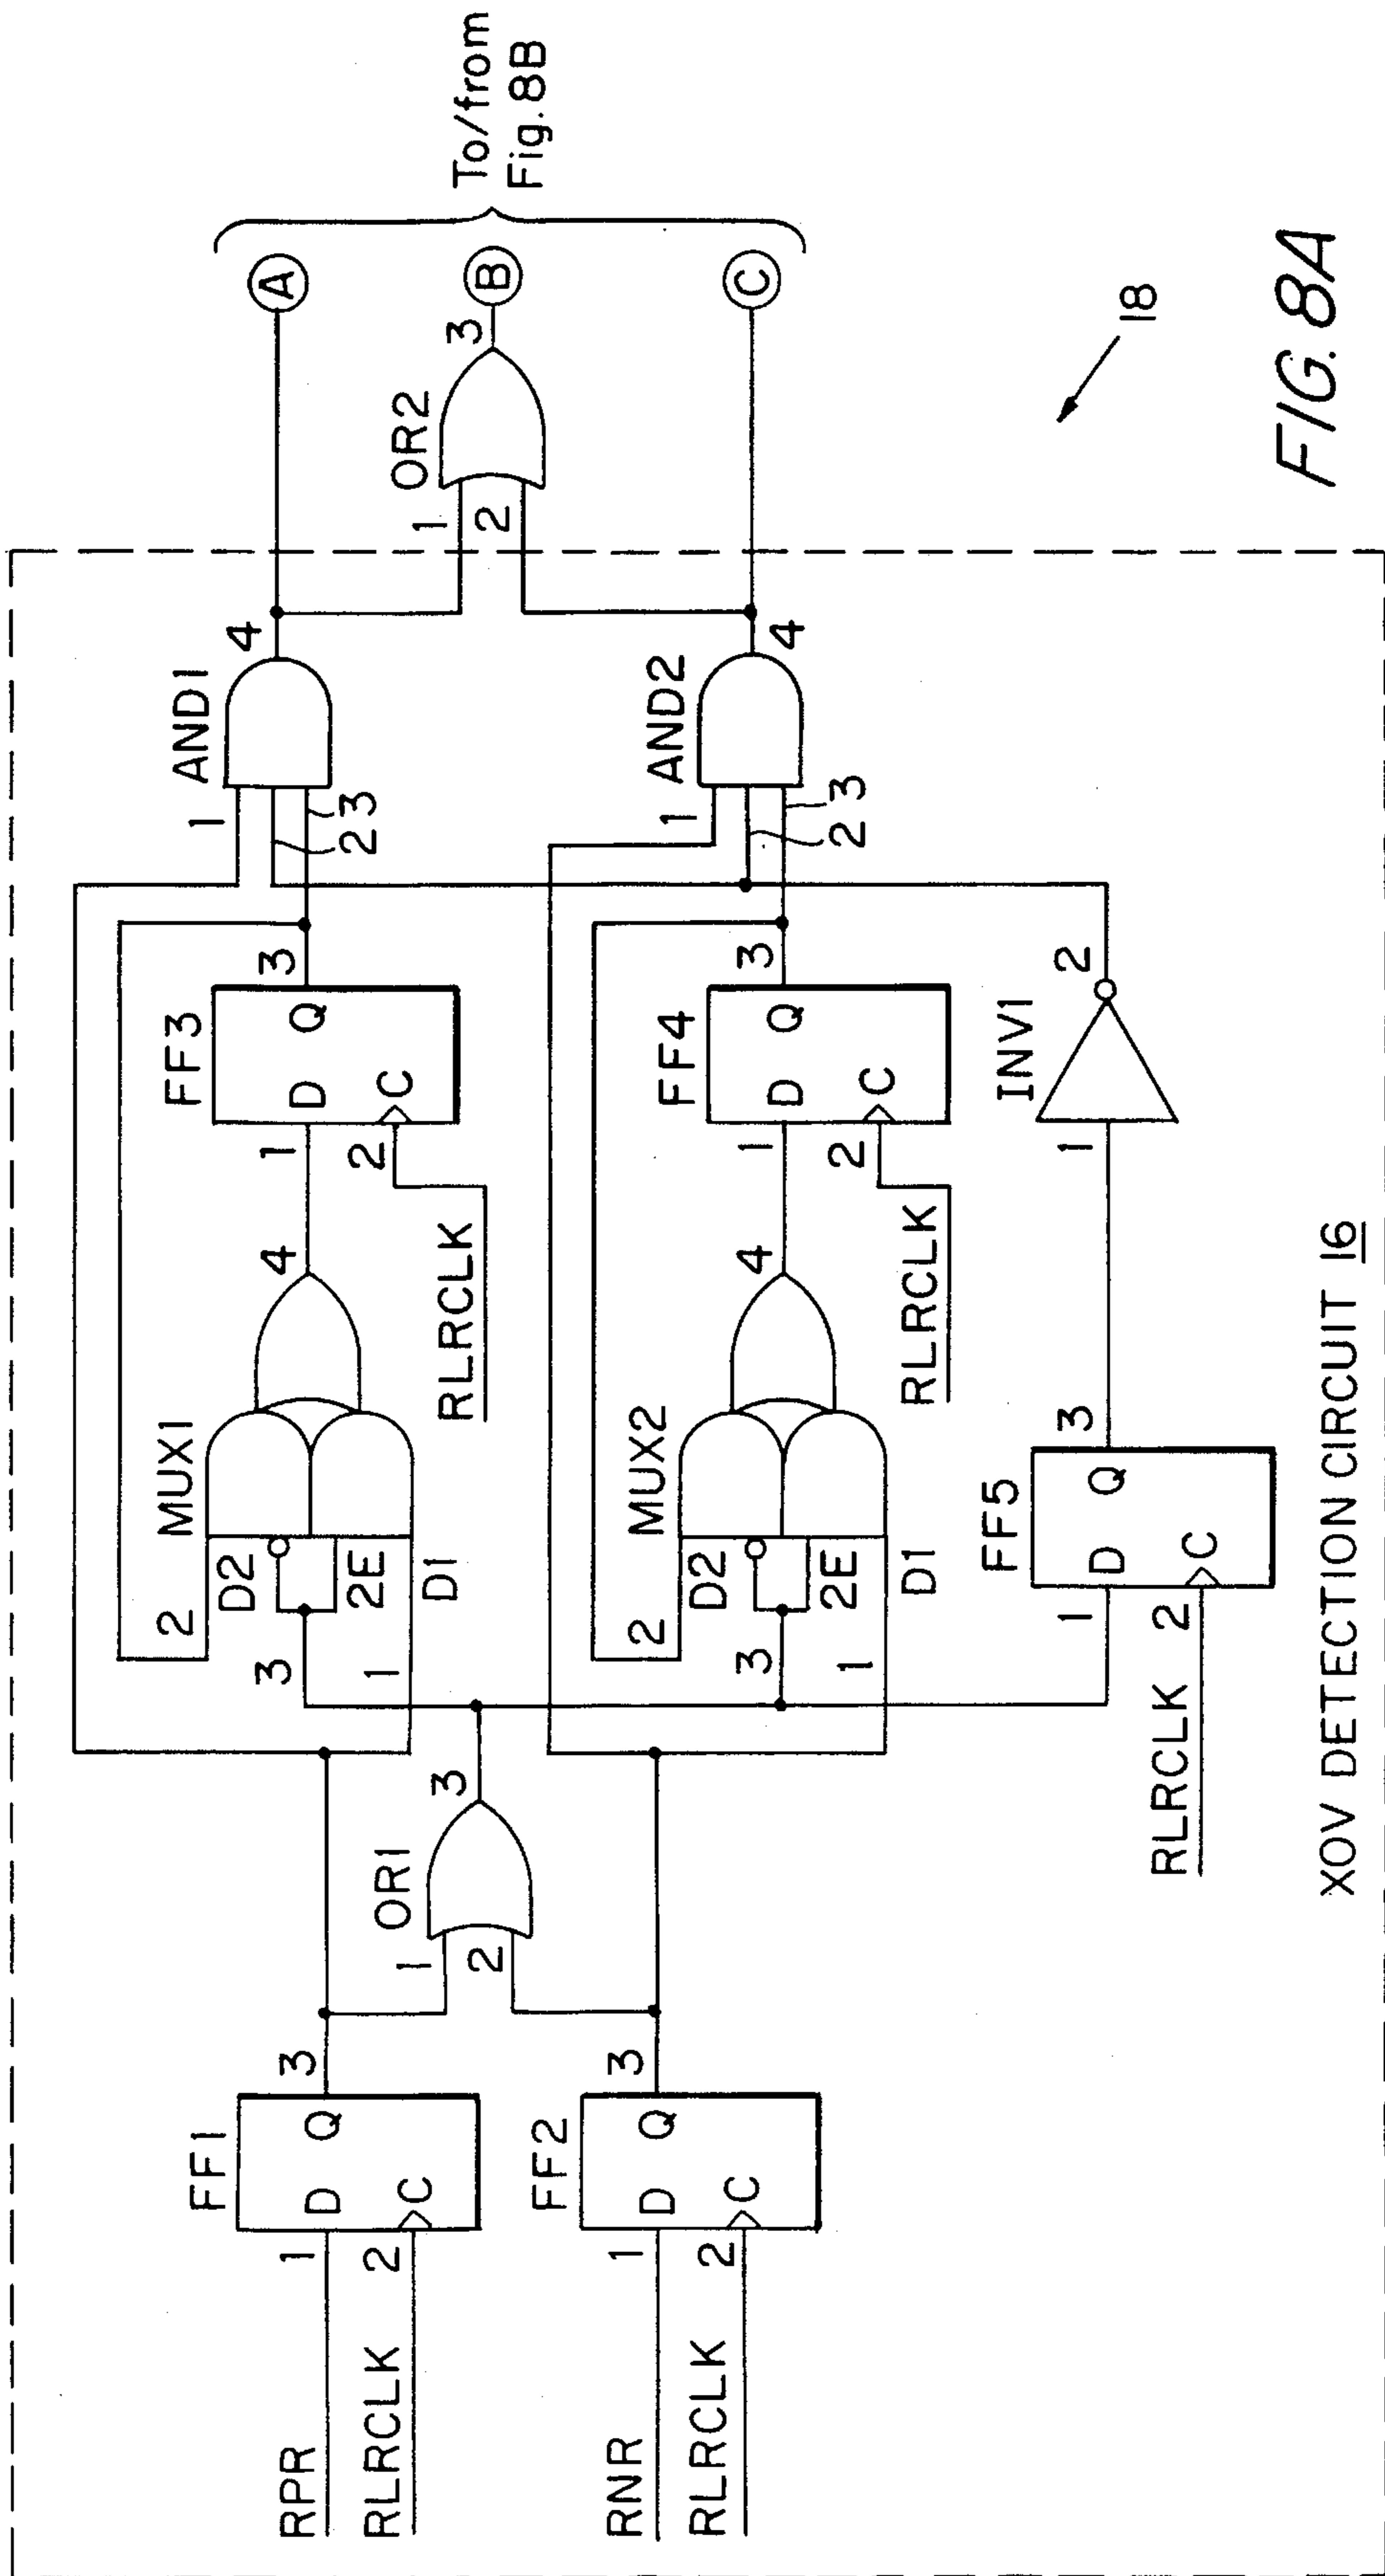 RPR
1
D
Q
3
FF1
RLRCLK
2
C
RNR
1
D
Q
3
FF2
RLRCLK
2
C
OR1
1
2
3
MUX1
2
D2
3
2E
1
D1
4
FF3
1
D
Q
3
2
C
RLRCLK
MUX2
2
D2
3
2E
1
D1
4
FF4
1
D
Q
3
2
C
RLRCLK
FF5
1
D
Q
3
RLRCLK
2
C
INV1
1
2
AND1
1
2
3
4
AND2
1
2
3
4
OR2
1
2
3
A
B
C
To/from
Fig. 8B
18
XOV DETECTION CIRCUIT 16
FIG. 8A